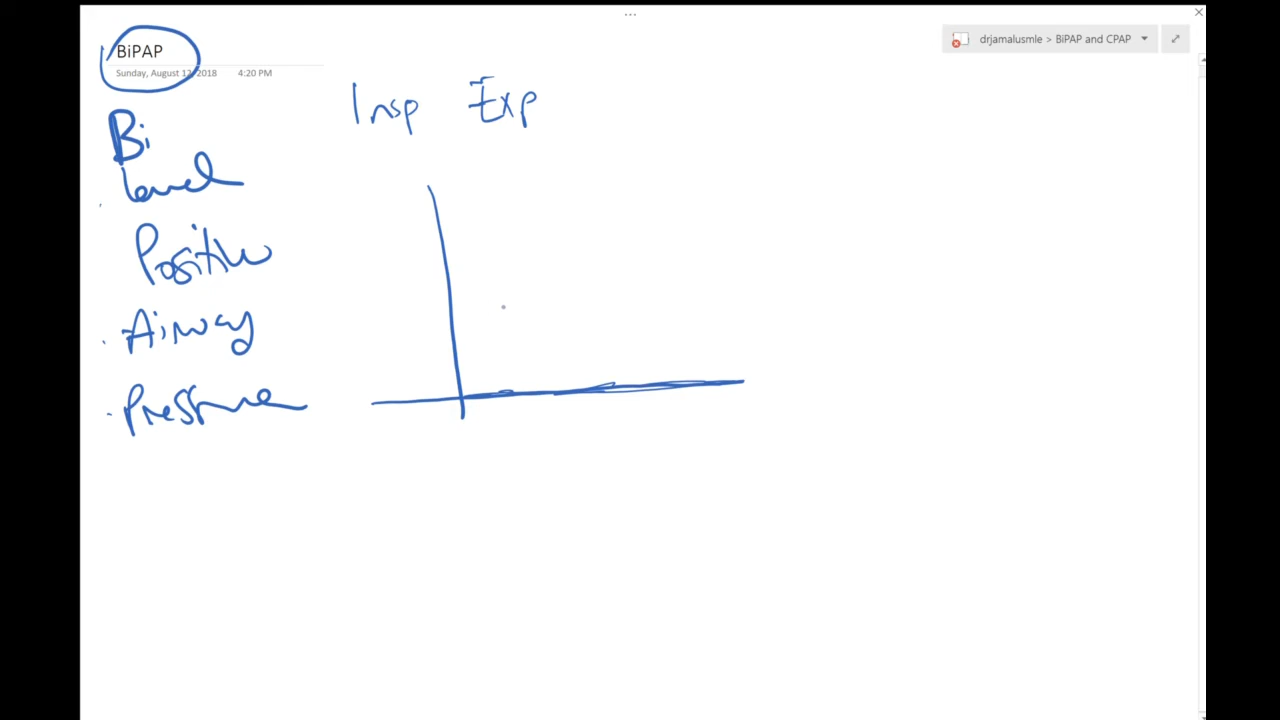 BiPAP
Sunday, August 12, 2018 4:20 PM
drjamalusmle > BiPAP and CPAP
Insp Exp
Bi
level
Positive
Airway
Pressure